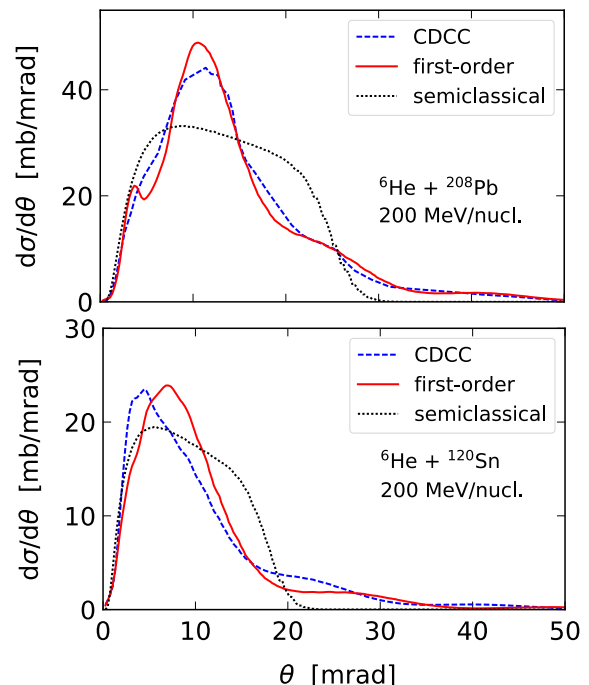 dσ/dθ [mb/mrad]
40
20
0
CDCC
first-order
semiclassical
⁶He + ²⁰⁸Pb
200 MeV/nucl.
dσ/dθ [mb/mrad]
30
20
10
0
CDCC
first-order
semiclassical
⁶He + ¹²⁰Sn
200 MeV/nucl.
0 10 20 30 40 50
θ [mrad]